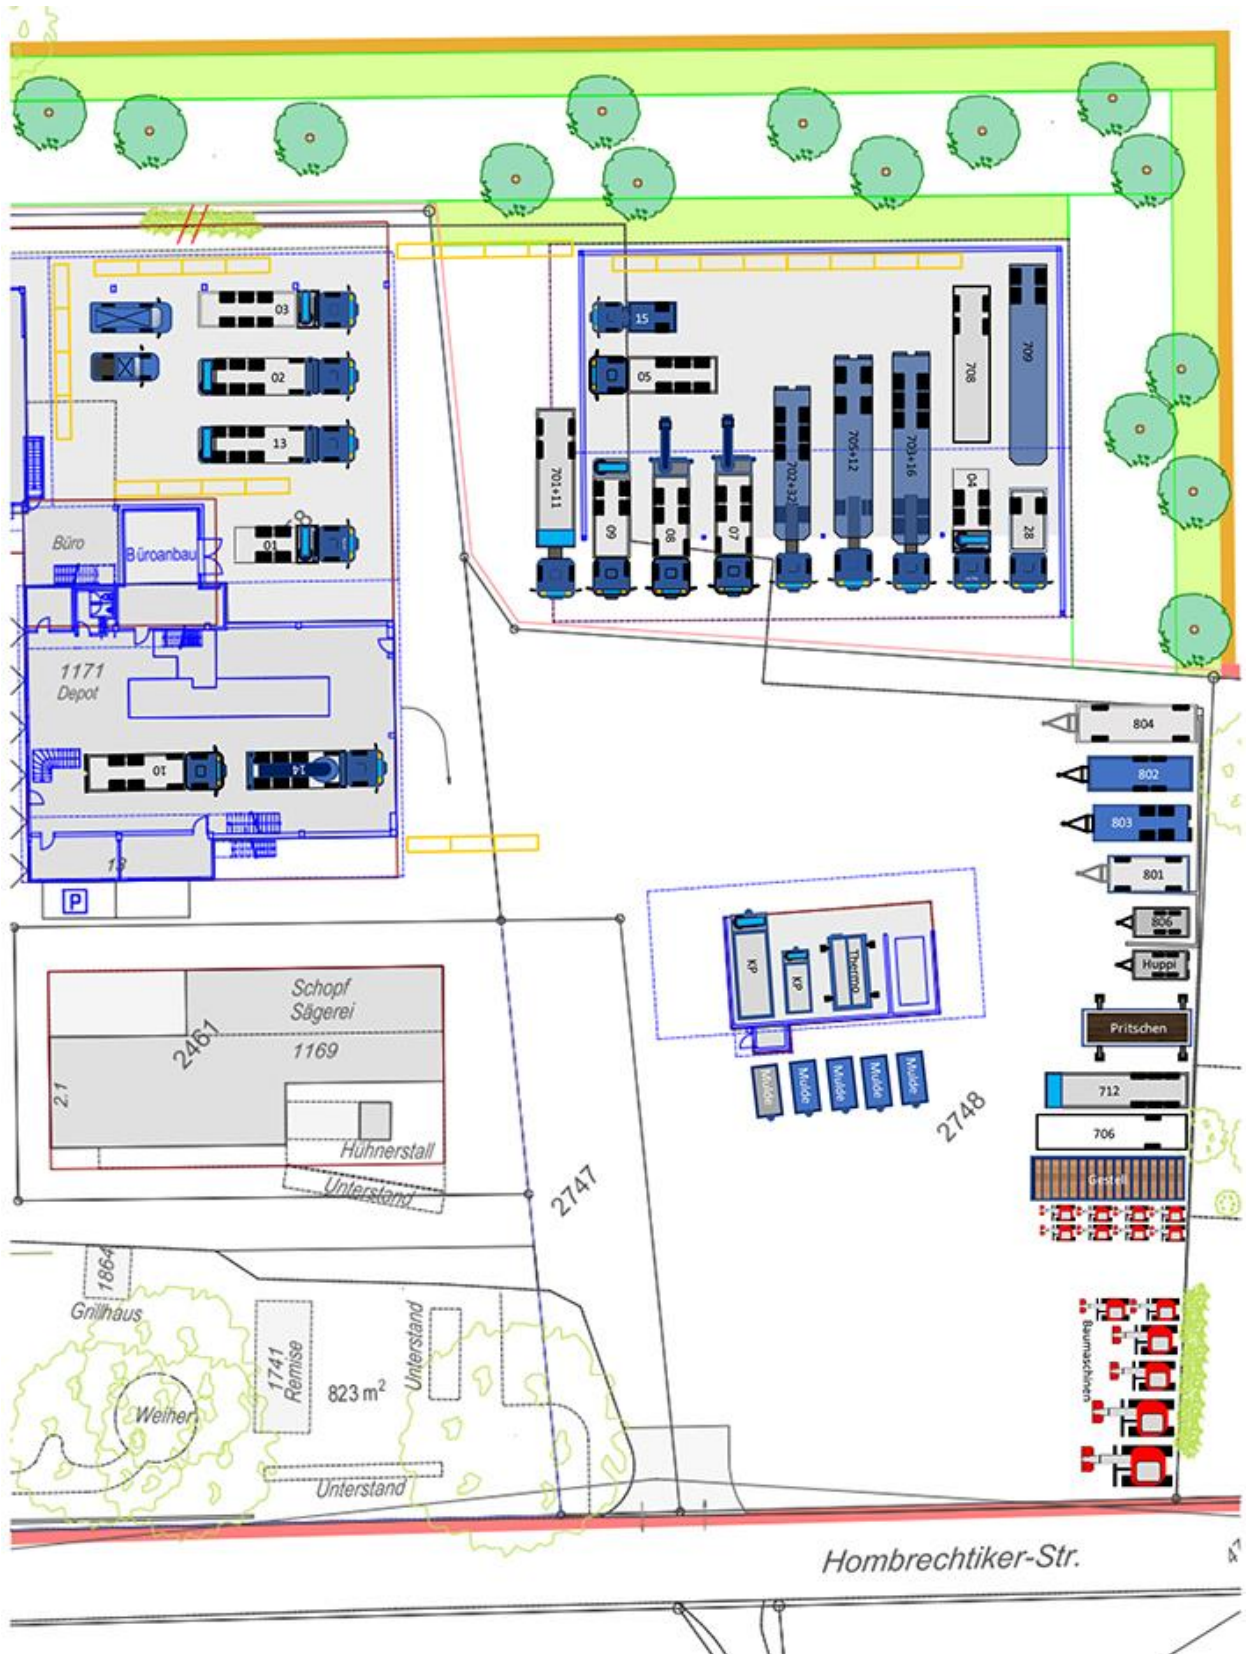 03
02
13
01
Büro
Büroanbau
1171
Depot
10
14
13
P
15
05
701+11
09
08
07
702+32
705+12
703+16
708
709
04
28
804
802
803
801
806
Huppi
Pritschen
712
706
Gestell
KP
KP
Thermo
Mulde
Mulde
Mulde
Mulde
Mulde
2748
2747
Schopf
Sägerei
2461
1169
2.1
Hühnerstall
Unterstand
1864
Grillhaus
1741
Remise
823 m²
Unterstand
Weiher
Unterstand
Baumaschinen
Hombrechtiker-Str.